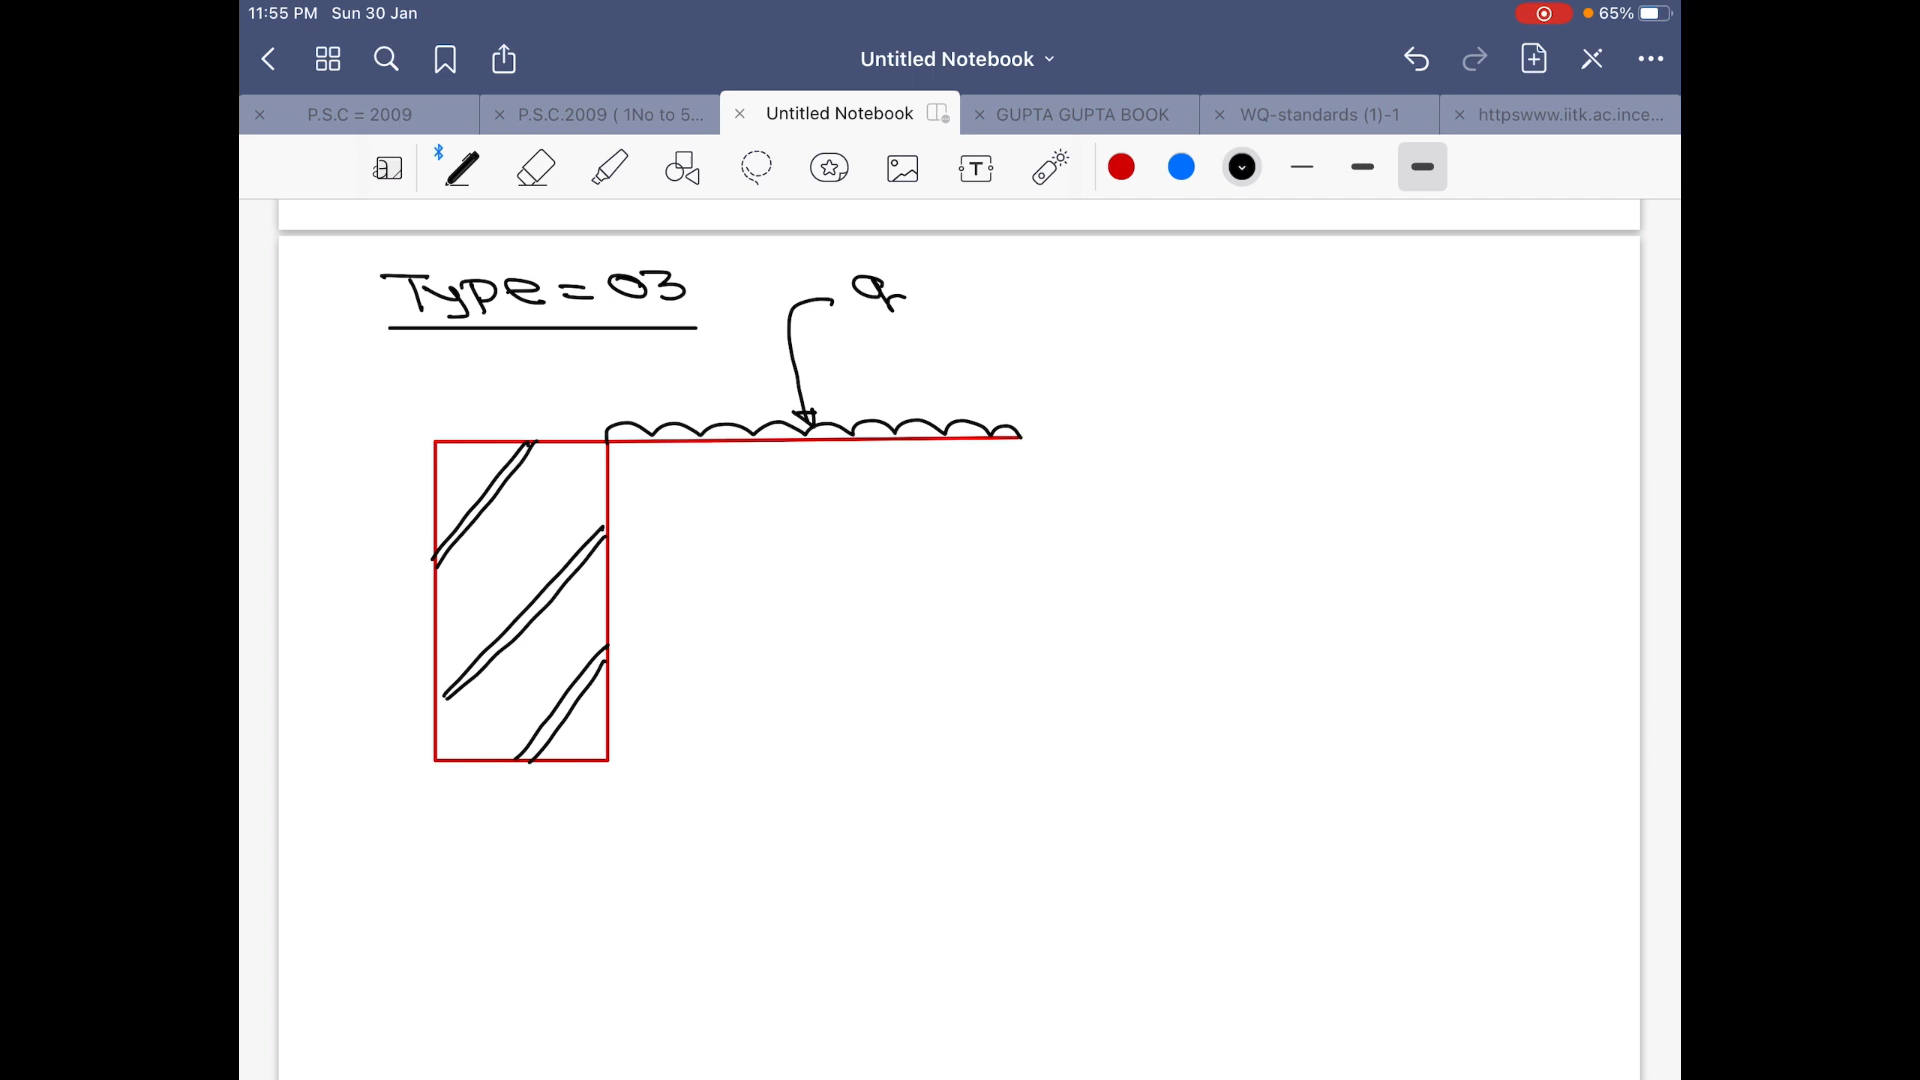 11:55 PM Sun 30 Jan
65%
Untitled Notebook
P.S.C = 2009
P.S.C.2009 ( 1No to 5...
Untitled Notebook
GUPTA GUPTA BOOK
WQ-standards (1)-1
httpswww.iitk.ac.ince...
Type = 03
q